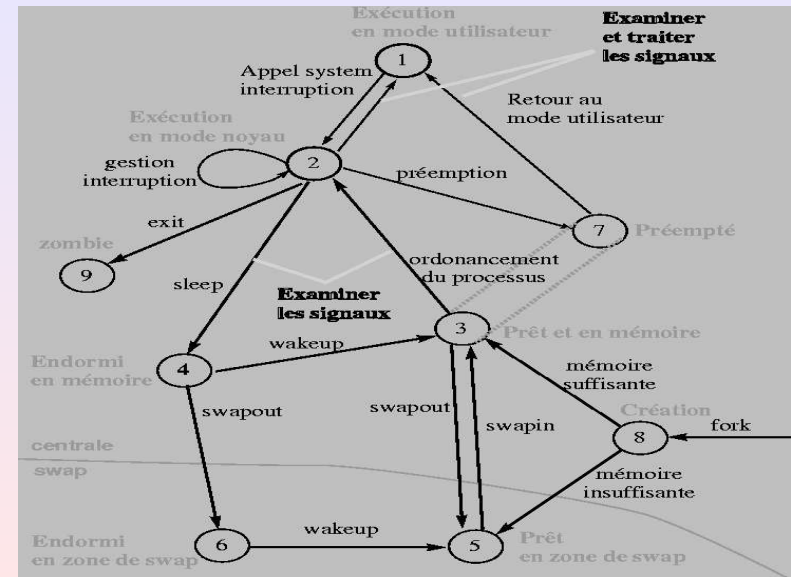 Exécution
en mode utilisateur
Examiner
et traiter
les signaux
1
Appel system
interruption
Retour au
mode utilisateur
Exécution
en mode noyau
2
gestion
interruption
préemption
exit
7
Préempté
zombie
9
sleep
ordonancement
du processus
Examiner
les signaux
3
Prêt et en mémoire
wakeup
Endormi
en mémoire
4
mémoire
suffisante
swapout
swapout
swapin
Création
8
fork
centrale
swap
mémoire
insuffisante
Endormi
en zone de swap
6
wakeup
5
Prêt
en zone de swap